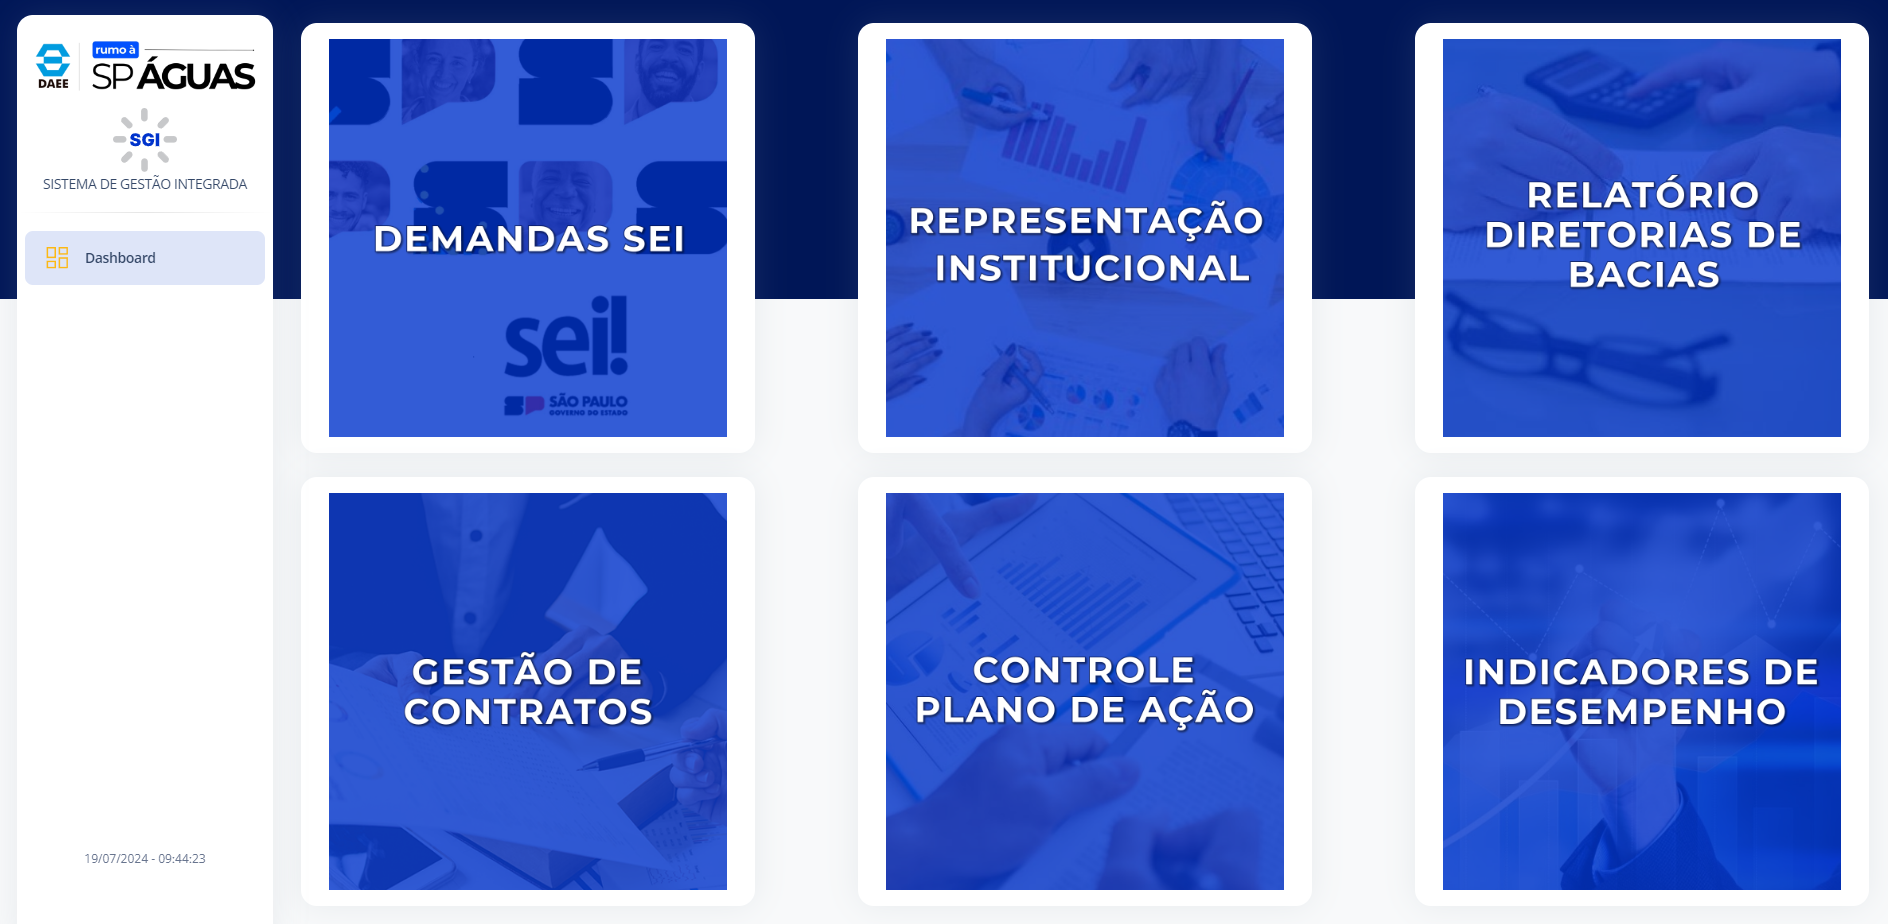 DAEE
rumo à
SP ÁGUAS
SGI
SISTEMA DE GESTÃO INTEGRADA
Dashboard
19/07/2024 - 09:44:23
DEMANDAS SEI
sei!
SP SÃO PAULO
GOVERNO DO ESTADO
REPRESENTAÇÃO
INSTITUCIONAL
RELATÓRIO
DIRETORIAS DE
BACIAS
GESTÃO DE
CONTRATOS
CONTROLE
PLANO DE AÇÃO
INDICADORES DE
DESEMPENHO